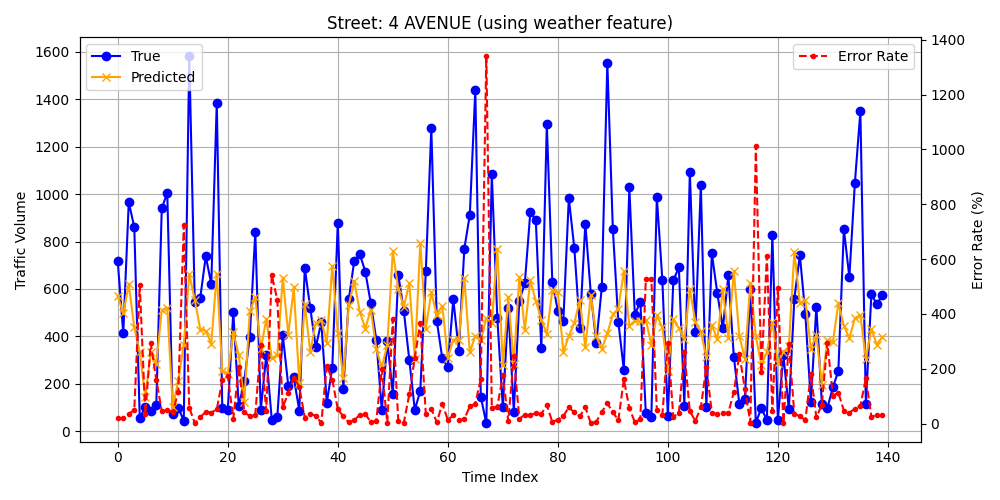 Street: 4 AVENUE (using weather feature)
True
Predicted
Error Rate
1600
1400
1200
1000
800
600
400
200
0
Traffic Volume
1400
1200
1000
800
600
400
200
0
Error Rate (%)
0 20 40 60 80 100 120 140
Time Index